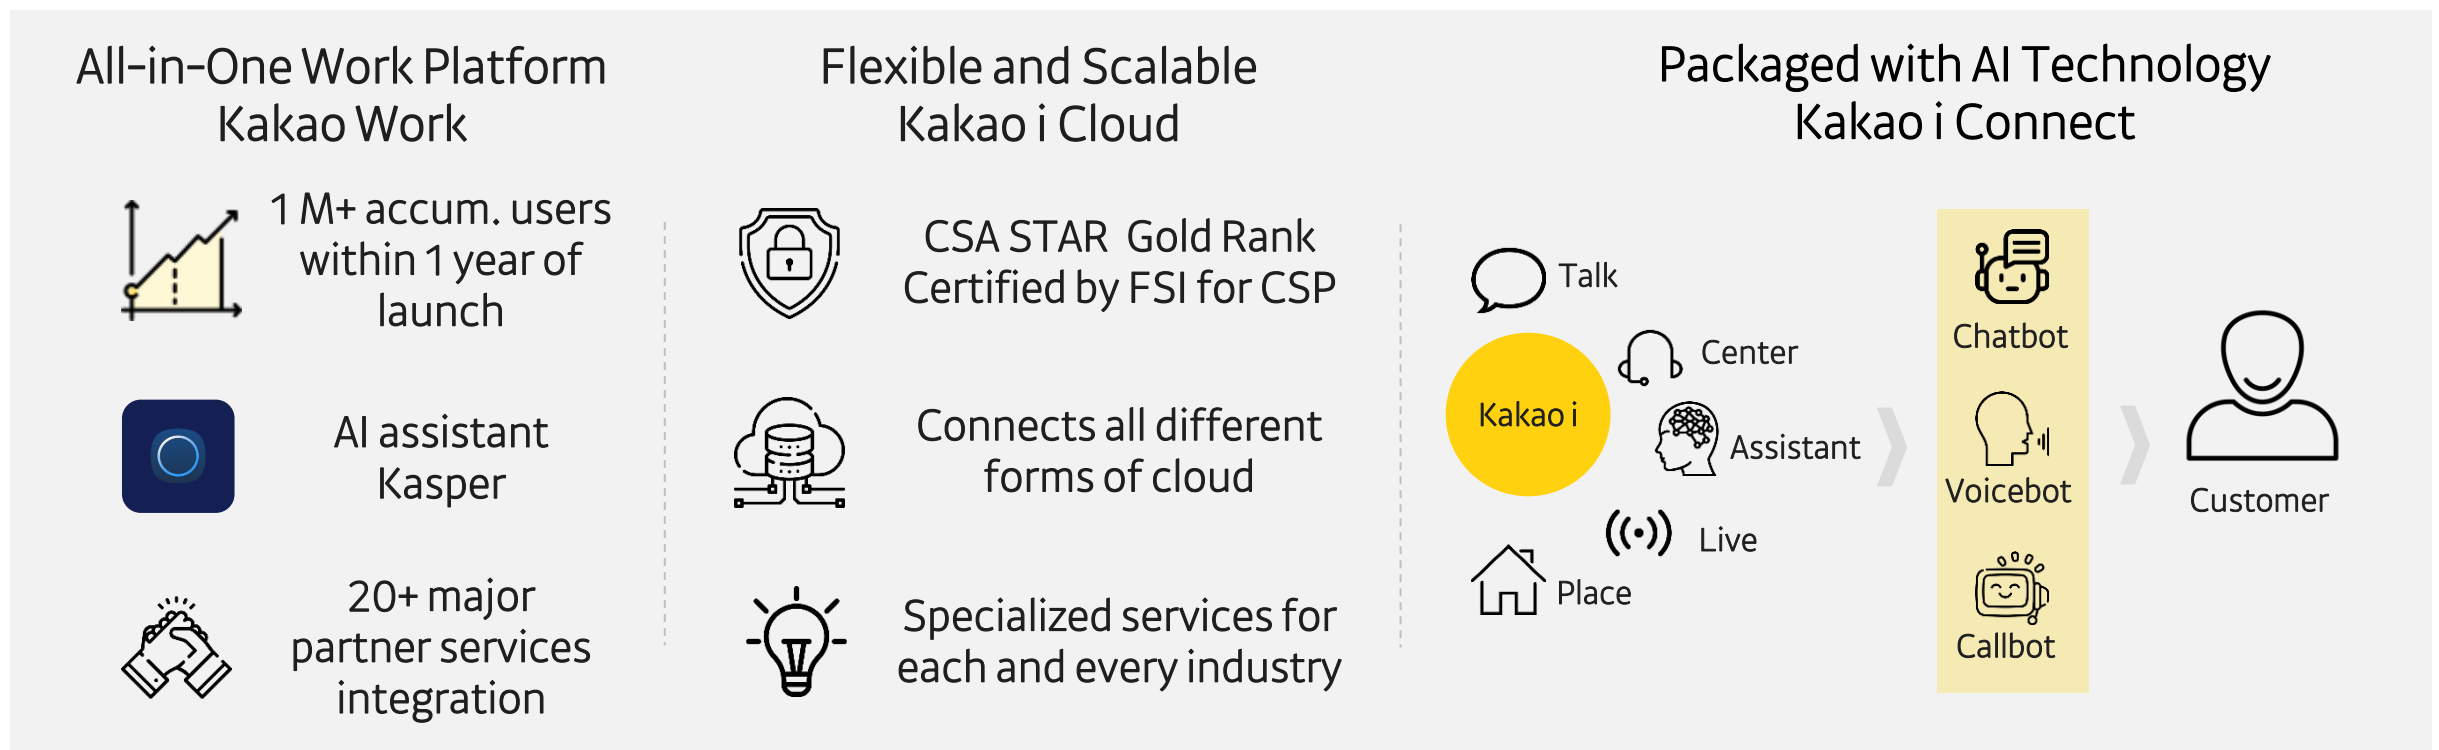 All-in-One Work Platform
Kakao Work
1 M+ accum. users
within 1 year of
launch
AI assistant
Kasper
20+ major
partner services
integration
Flexible and Scalable
Kakao i Cloud
CSA STAR Gold Rank
Certified by FSI for CSP
Connects all different
forms of cloud
Specialized services for
each and every industry
Packaged with AI Technology
Kakao i Connect
Talk
Center
Kakao i
Assistant
Live
Place
Chatbot
Voicebot
Callbot
Customer